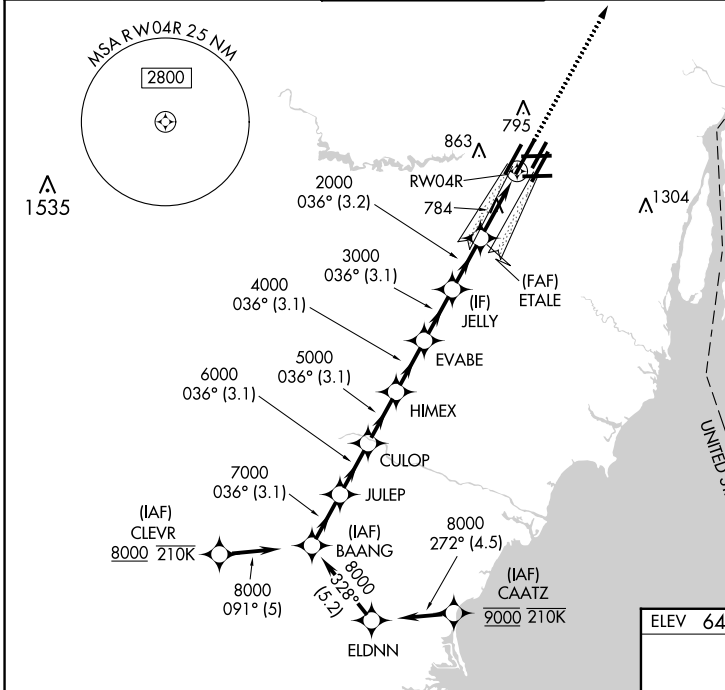 MSA RW04R 25 NM
2800
1535
795
863
RW04R
784
1304
2000
036° (3.2)
3000
036° (3.1)
(FAF)
ETALE
4000
036° (3.1)
(IF)
JELLY
5000
036° (3.1)
EVABE
6000
036° (3.1)
HIMEX
CULOP
7000
036° (3.1)
JULEP
(IAF)
CLEVR
8000 210K
(IAF)
BAANG
8000
272° (4.5)
8000
091° (5)
8000
328°
(5.2)
(IAF)
CAATZ
9000 210K
ELDNN
UNITED
ELEV 64